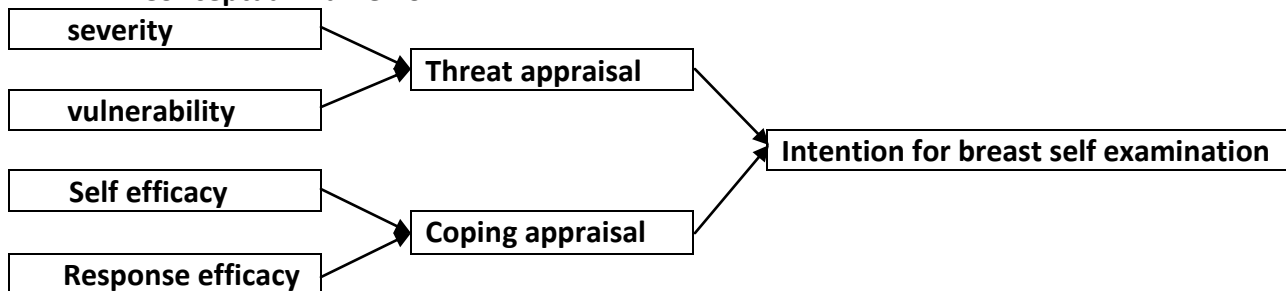 severity
Threat appraisal
vulnerability
Intention for breast self examination
Self efficacy
Coping appraisal
Response efficacy